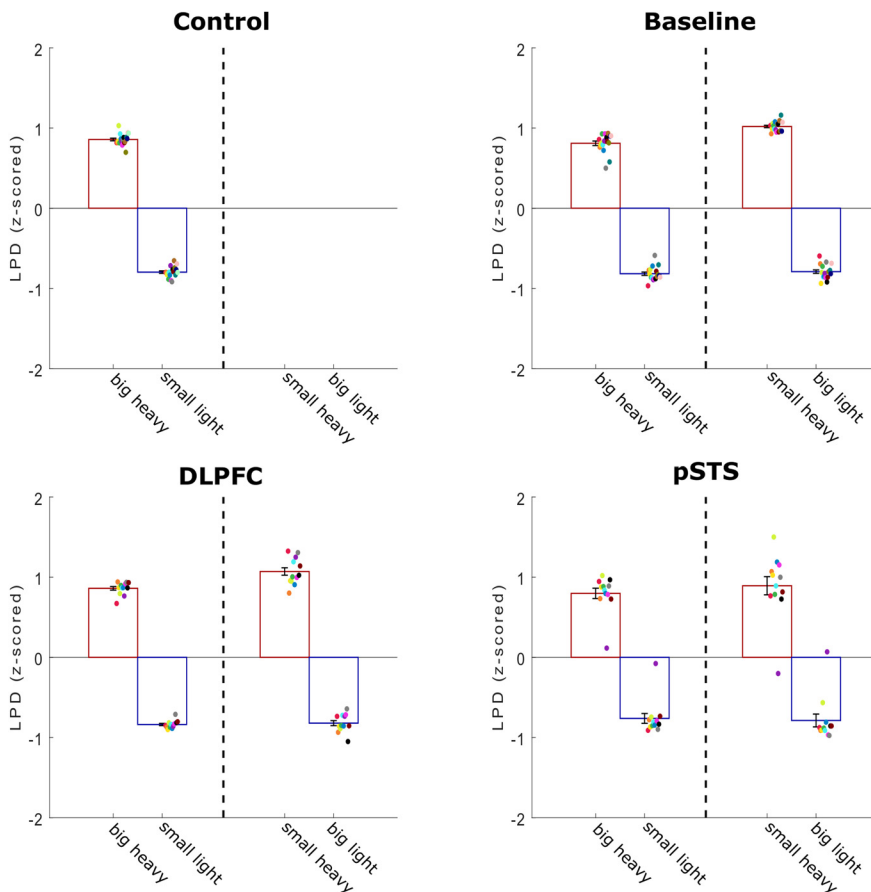 Control
2
1
0
-1
-2
LPD (z-scored)
big heavy
small light
small heavy
big light
Baseline
2
1
0
-1
-2
LPD (z-scored)
big heavy
small light
small heavy
big light
DLPFC
2
1
0
-1
-2
LPD (z-scored)
big heavy
small light
small heavy
big light
pSTS
2
1
0
-1
-2
LPD (z-scored)
big heavy
small light
small heavy
big light